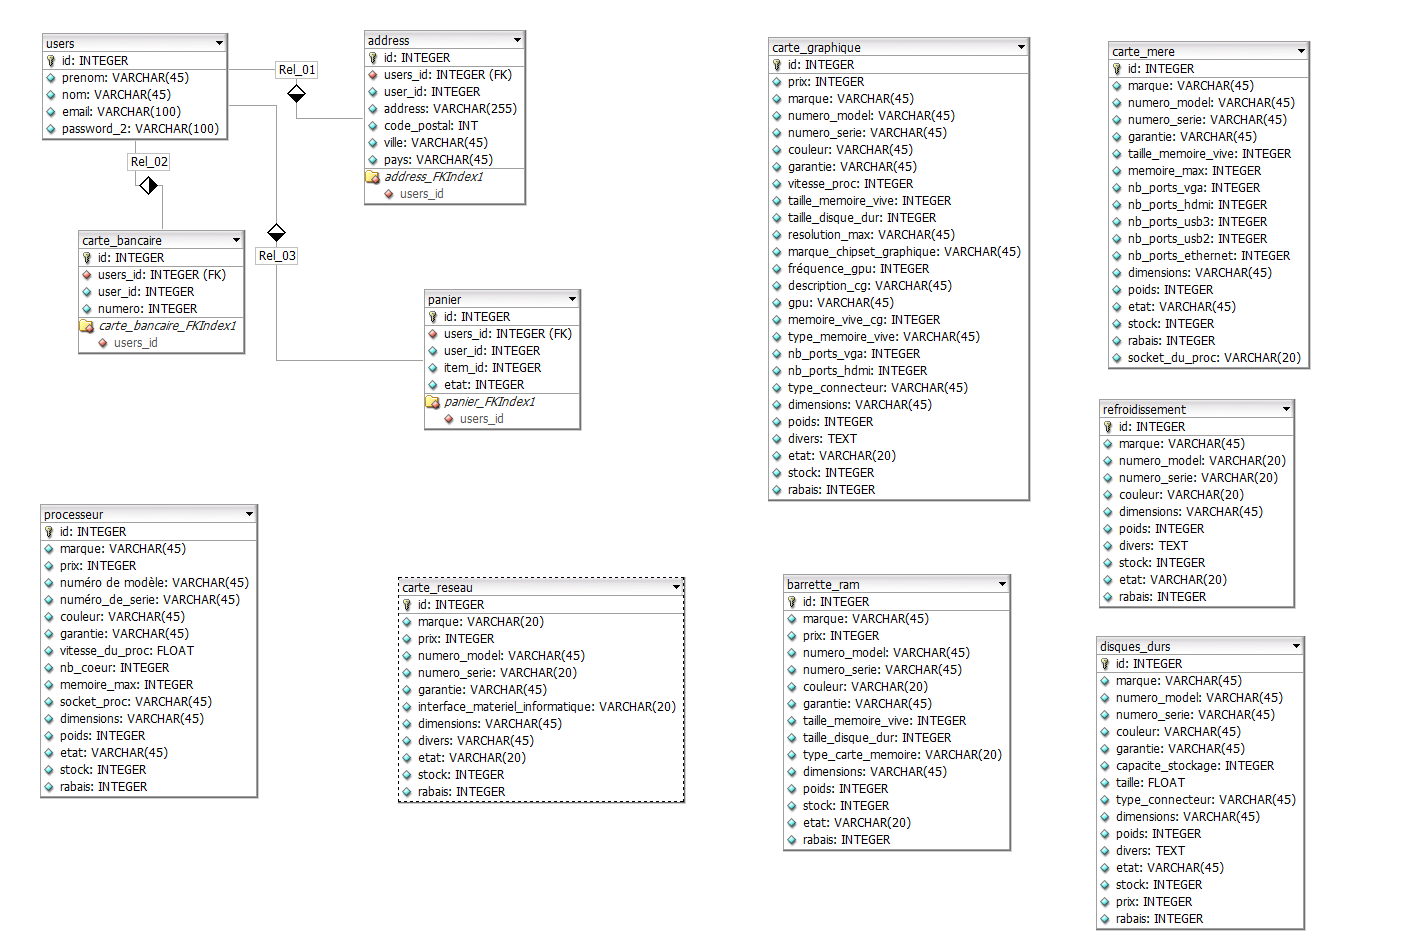 users
id: INTEGER
prenom: VARCHAR(45)
nom: VARCHAR(45)
email: VARCHAR(100)
password_2: VARCHAR(100)
Rel_01
address
id: INTEGER
users_id: INTEGER (FK)
user_id: INTEGER
address: VARCHAR(255)
code_postal: INT
ville: VARCHAR(45)
pays: VARCHAR(45)
address_FKIndex1
users_id
Rel_02
carte_bancaire
id: INTEGER
users_id: INTEGER (FK)
user_id: INTEGER
numero: INTEGER
carte_bancaire_FKIndex1
users_id
Rel_03
panier
id: INTEGER
users_id: INTEGER (FK)
user_id: INTEGER
item_id: INTEGER
etat: INTEGER
panier_FKIndex1
users_id
carte_graphique
id: INTEGER
prix: INTEGER
marque: VARCHAR(45)
numero_model: VARCHAR(45)
numero_serie: VARCHAR(45)
couleur: VARCHAR(45)
garantie: VARCHAR(45)
vitesse_proc: INTEGER
taille_memoire_vive: INTEGER
taille_disque_dur: INTEGER
resolution_max: VARCHAR(45)
marque_chipset_graphique: VARCHAR(45)
fréquence_gpu: INTEGER
description_cg: VARCHAR(45)
gpu: VARCHAR(45)
memoire_vive_cg: INTEGER
type_memoire_vive: VARCHAR(45)
nb_ports_vga: INTEGER
nb_ports_hdmi: INTEGER
type_connecteur: VARCHAR(45)
dimensions: VARCHAR(45)
poids: INTEGER
divers: TEXT
etat: VARCHAR(20)
stock: INTEGER
rabais: INTEGER
carte_mere
id: INTEGER
marque: VARCHAR(45)
numero_model: VARCHAR(45)
numero_serie: VARCHAR(45)
garantie: VARCHAR(45)
taille_memoire_vive: INTEGER
memoire_max: INTEGER
nb_ports_vga: INTEGER
nb_ports_hdmi: INTEGER
nb_ports_usb3: INTEGER
nb_ports_usb2: INTEGER
nb_ports_ethernet: INTEGER
dimensions: VARCHAR(45)
poids: INTEGER
etat: VARCHAR(45)
stock: INTEGER
rabais: INTEGER
socket_du_proc: VARCHAR(20)
refroidissement
id: INTEGER
marque: VARCHAR(45)
numero_model: VARCHAR(20)
numero_serie: VARCHAR(20)
couleur: VARCHAR(20)
dimensions: VARCHAR(45)
poids: INTEGER
divers: TEXT
stock: INTEGER
etat: VARCHAR(20)
rabais: INTEGER
processeur
id: INTEGER
marque: VARCHAR(45)
prix: INTEGER
numéro de modèle: VARCHAR(45)
numéro_de_serie: VARCHAR(45)
couleur: VARCHAR(45)
garantie: VARCHAR(45)
vitesse_du_proc: FLOAT
nb_coeur: INTEGER
memoire_max: INTEGER
socket_proc: VARCHAR(45)
dimensions: VARCHAR(45)
poids: INTEGER
etat: VARCHAR(45)
stock: INTEGER
rabais: INTEGER
carte_reseau
id: INTEGER
marque: VARCHAR(20)
prix: INTEGER
numero_model: VARCHAR(45)
numero_serie: VARCHAR(20)
garantie: VARCHAR(45)
interface_materiel_informatique: VARCHAR(20)
dimensions: VARCHAR(45)
divers: VARCHAR(45)
etat: VARCHAR(20)
stock: INTEGER
rabais: INTEGER
barrette_ram
id: INTEGER
marque: VARCHAR(45)
prix: INTEGER
numero_model: VARCHAR(45)
numero_serie: VARCHAR(45)
couleur: VARCHAR(20)
garantie: VARCHAR(45)
taille_memoire_vive: INTEGER
taille_disque_dur: INTEGER
type_carte_memoire: VARCHAR(20)
dimensions: VARCHAR(45)
poids: INTEGER
stock: INTEGER
etat: VARCHAR(20)
rabais: INTEGER
disques_durs
id: INTEGER
marque: VARCHAR(45)
numero_model: VARCHAR(45)
numero_serie: VARCHAR(45)
couleur: VARCHAR(45)
garantie: VARCHAR(45)
capacite_stockage: INTEGER
taille: FLOAT
type_connecteur: VARCHAR(45)
dimensions: VARCHAR(45)
poids: INTEGER
divers: TEXT
etat: VARCHAR(45)
stock: INTEGER
prix: INTEGER
rabais: INTEGER